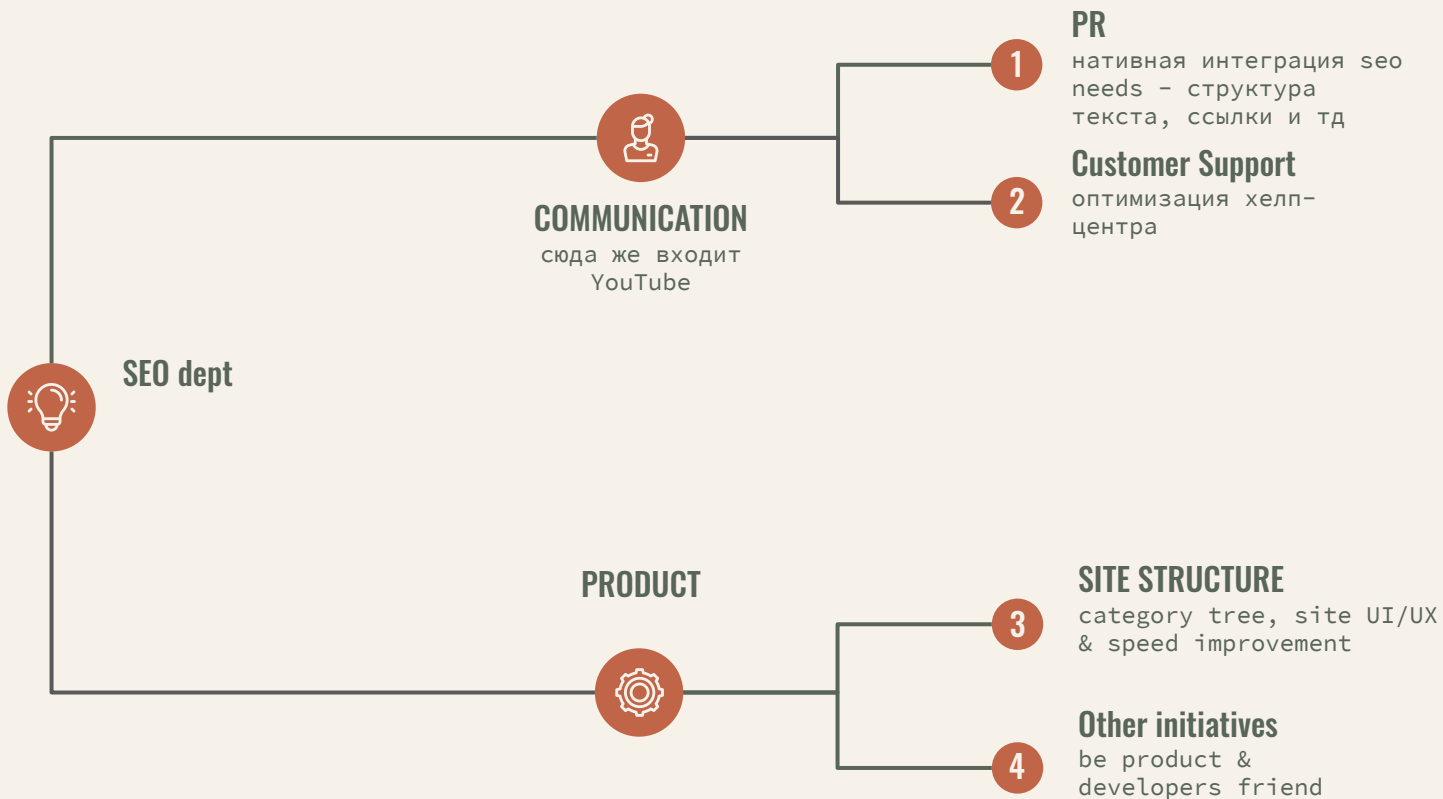 PR
1
нативная интеграция seo
needs - структура
текста, ссылки и тд
Customer Support
2
оптимизация хелп-
центра
COMMUNICATION
сюда же входит
YouTube
SEO dept
PRODUCT
SITE STRUCTURE
3
category tree, site UI/UX
& speed improvement
Other initiatives
4
be product &
developers friend